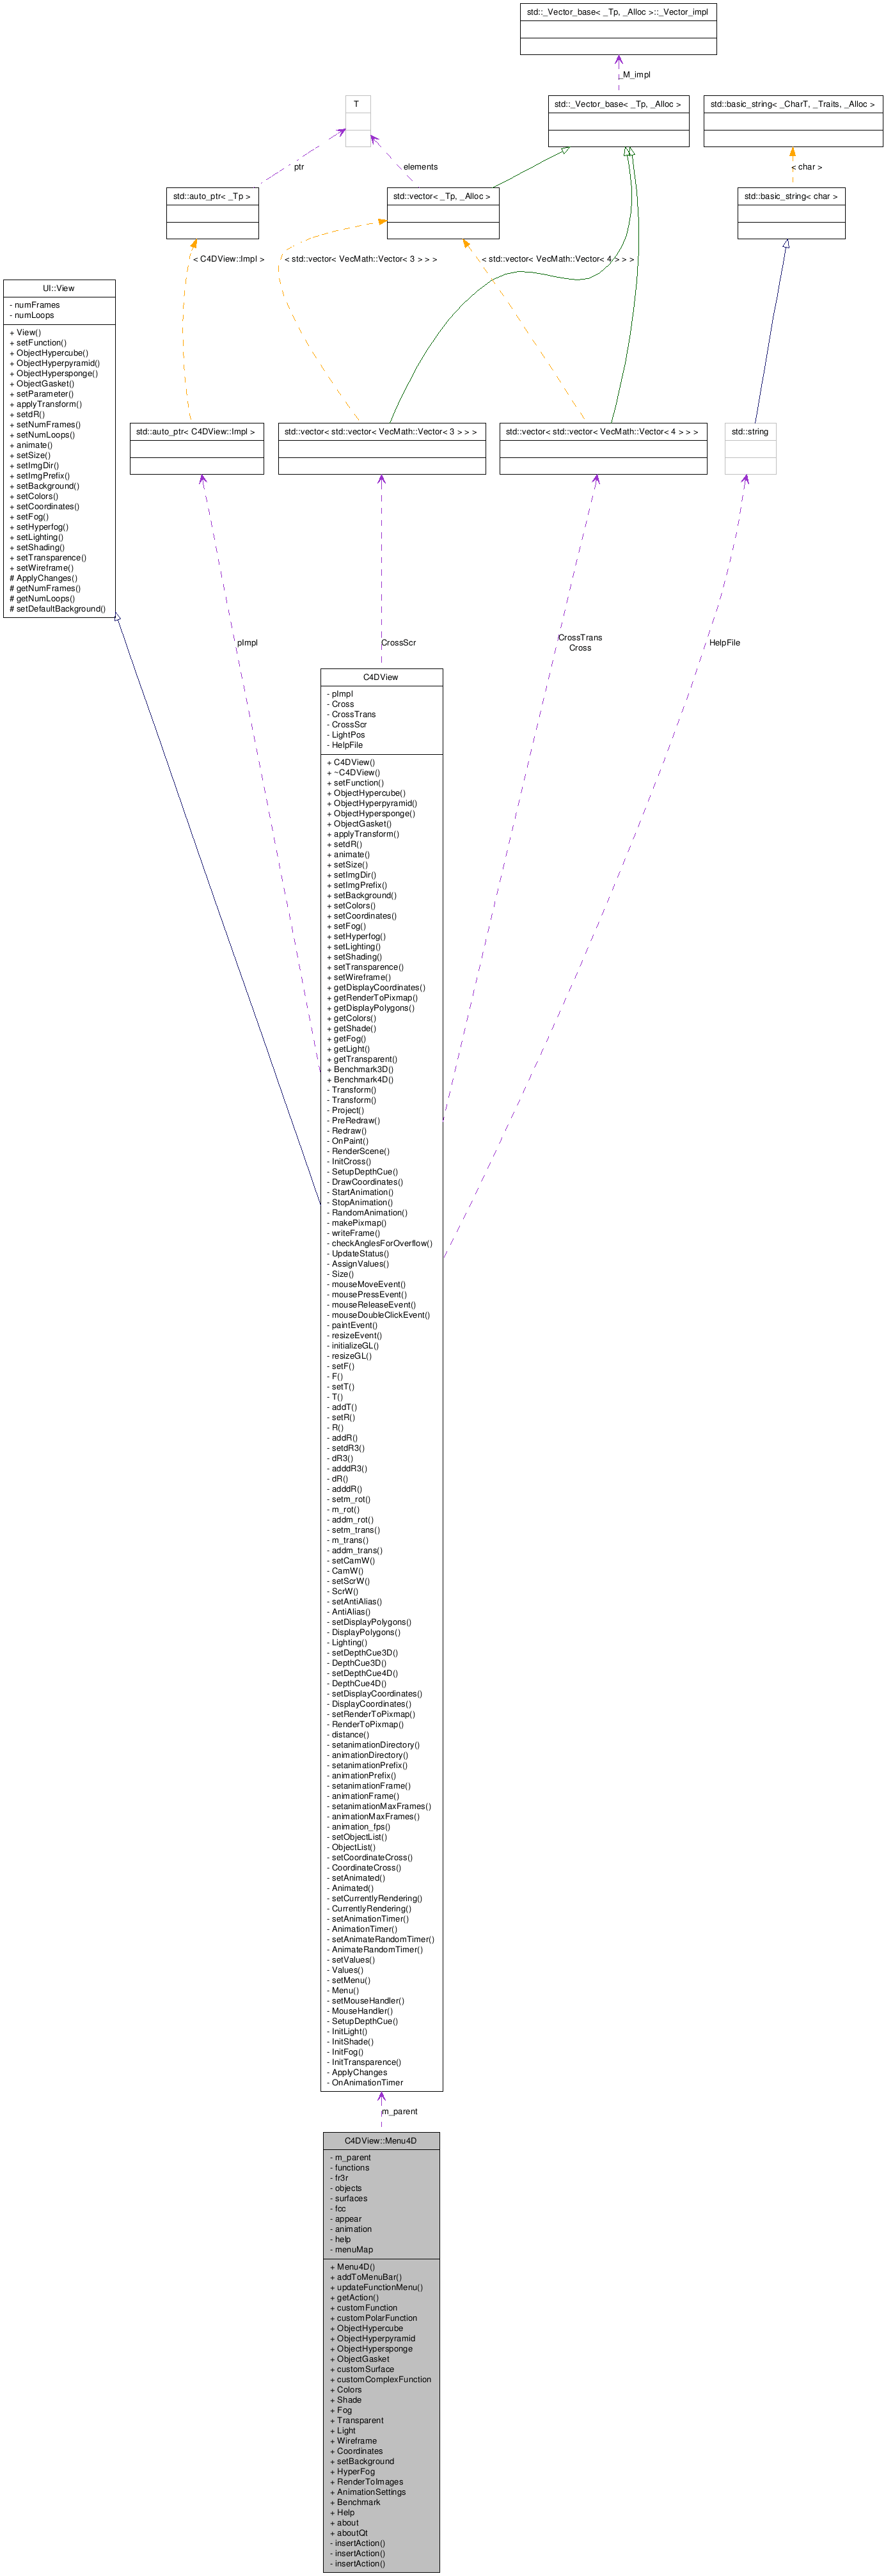 std::_Vector_base< _Tp, _Alloc >::_Vector_impl
_M_impl
T
std::_Vector_base< _Tp, _Alloc >
std::basic_string< _CharT, _Traits, _Alloc >
ptr
elements
< char >
std::auto_ptr< _Tp >
std::vector< _Tp, _Alloc >
std::basic_string< char >
< C4DView::Impl >
< std::vector< VecMath::Vector< 3 > > >
< std::vector< VecMath::Vector< 4 > > >
UI::View
- numFrames
- numLoops
+ View()
+ setFunction()
+ ObjectHypercube()
+ ObjectHyperpyramid()
+ ObjectHypersponge()
+ ObjectGasket()
+ setParameter()
+ applyTransform()
+ setdR()
+ setNumFrames()
+ setNumLoops()
+ animate()
+ setSize()
+ setImgDir()
+ setImgPrefix()
+ setBackground()
+ setColors()
+ setCoordinates()
+ setFog()
+ setHyperfog()
+ setLighting()
+ setShading()
+ setTransparence()
+ setWireframe()
# ApplyChanges()
# getNumFrames()
# getNumLoops()
# setDefaultBackground()
std::auto_ptr< C4DView::Impl >
std::vector< std::vector< VecMath::Vector< 3 > > >
std::vector< std::vector< VecMath::Vector< 4 > > >
std::string
pImpl
CrossScr
CrossTrans
Cross
HelpFile
C4DView
- pImpl
- Cross
- CrossTrans
- CrossScr
- LightPos
- HelpFile
+ C4DView()
+ ~C4DView()
+ setFunction()
+ ObjectHypercube()
+ ObjectHyperpyramid()
+ ObjectHypersponge()
+ ObjectGasket()
+ applyTransform()
+ setdR()
+ animate()
+ setSize()
+ setImgDir()
+ setImgPrefix()
+ setBackground()
+ setColors()
+ setCoordinates()
+ setFog()
+ setHyperfog()
+ setLighting()
+ setShading()
+ setTransparence()
+ setWireframe()
+ getDisplayCoordinates()
+ getRenderToPixmap()
+ getDisplayPolygons()
+ getColors()
+ getShade()
+ getFog()
+ getLight()
+ getTransparent()
+ Benchmark3D()
+ Benchmark4D()
- Transform()
- Transform()
- Project()
- PreRedraw()
- Redraw()
- OnPaint()
- RenderScene()
- InitCross()
- SetupDepthCue()
- DrawCoordinates()
- StartAnimation()
- StopAnimation()
- RandomAnimation()
- makePixmap()
- writeFrame()
- checkAnglesForOverflow()
- UpdateStatus()
- AssignValues()
- Size()
- mouseMoveEvent()
- mousePressEvent()
- mouseReleaseEvent()
- mouseDoubleClickEvent()
- paintEvent()
- resizeEvent()
- initializeGL()
- resizeGL()
- setF()
- F()
- setT()
- T()
- addT()
- setR()
- R()
- addR()
- setdR3()
- dR3()
- adddR3()
- dR()
- adddR()
- setm_rot()
- m_rot()
- addm_rot()
- setm_trans()
- m_trans()
- addm_trans()
- setCamW()
- CamW()
- setScrW()
- ScrW()
- setAntiAlias()
- AntiAlias()
- setDisplayPolygons()
- DisplayPolygons()
- Lighting()
- setDepthCue3D()
- DepthCue3D()
- setDepthCue4D()
- DepthCue4D()
- setDisplayCoordinates()
- DisplayCoordinates()
- setRenderToPixmap()
- RenderToPixmap()
- distance()
- setanimationDirectory()
- animationDirectory()
- setanimationPrefix()
- animationPrefix()
- setanimationFrame()
- animationFrame()
- setanimationMaxFrames()
- animationMaxFrames()
- animation_fps()
- setObjectList()
- ObjectList()
- setCoordinateCross()
- CoordinateCross()
- setAnimated()
- Animated()
- setCurrentlyRendering()
- CurrentlyRendering()
- setAnimationTimer()
- AnimationTimer()
- setAnimateRandomTimer()
- AnimateRandomTimer()
- setValues()
- Values()
- setMenu()
- Menu()
- setMouseHandler()
- MouseHandler()
- SetupDepthCue()
- InitLight()
- InitShade()
- InitFog()
- InitTransparence()
- ApplyChanges
- OnAnimationTimer
m_parent
C4DView::Menu4D
- m_parent
- functions
- fr3r
- objects
- surfaces
- fcc
- appear
- animation
- help
- menuMap
+ Menu4D()
+ addToMenuBar()
+ updateFunctionMenu()
+ getAction()
+ customFunction
+ customPolarFunction
+ ObjectHypercube
+ ObjectHyperpyramid
+ ObjectHypersponge
+ ObjectGasket
+ customSurface
+ customComplexFunction
+ Colors
+ Shade
+ Fog
+ Transparent
+ Light
+ Wireframe
+ Coordinates
+ setBackground
+ HyperFog
+ RenderToImages
+ AnimationSettings
+ Benchmark
+ Help
+ about
+ aboutQt
- insertAction()
- insertAction()
- insertAction()